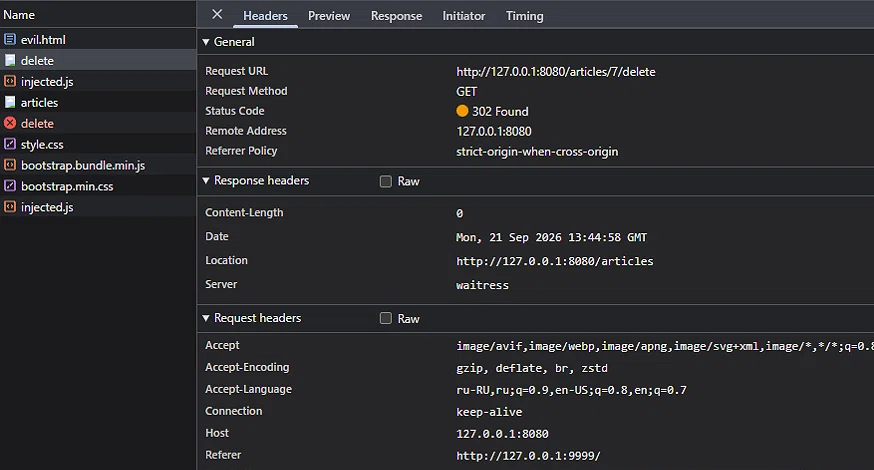 Name
evil.html
delete
injected.js
articles
delete
style.css
bootstrap.bundle.min.js
bootstrap.min.css
injected.js
Headers Preview Response Initiator Timing
General
Request URL http://127.0.0.1:8080/articles/7/delete
Request Method GET
Status Code 302 Found
Remote Address 127.0.0.1:8080
Referrer Policy strict-origin-when-cross-origin
Response headers Raw
Content-Length 0
Date Mon, 21 Sep 2026 13:44:58 GMT
Location http://127.0.0.1:8080/articles
Server waitress
Request headers Raw
Accept image/avif,image/webp,image/apng,image/svg+xml,image/*,*/*;q=0.8
Accept-Encoding gzip, deflate, br, zstd
Accept-Language ru-RU,ru;q=0.9,en-US;q=0.8,en;q=0.7
Connection keep-alive
Host 127.0.0.1:8080
Referer http://127.0.0.1:9999/